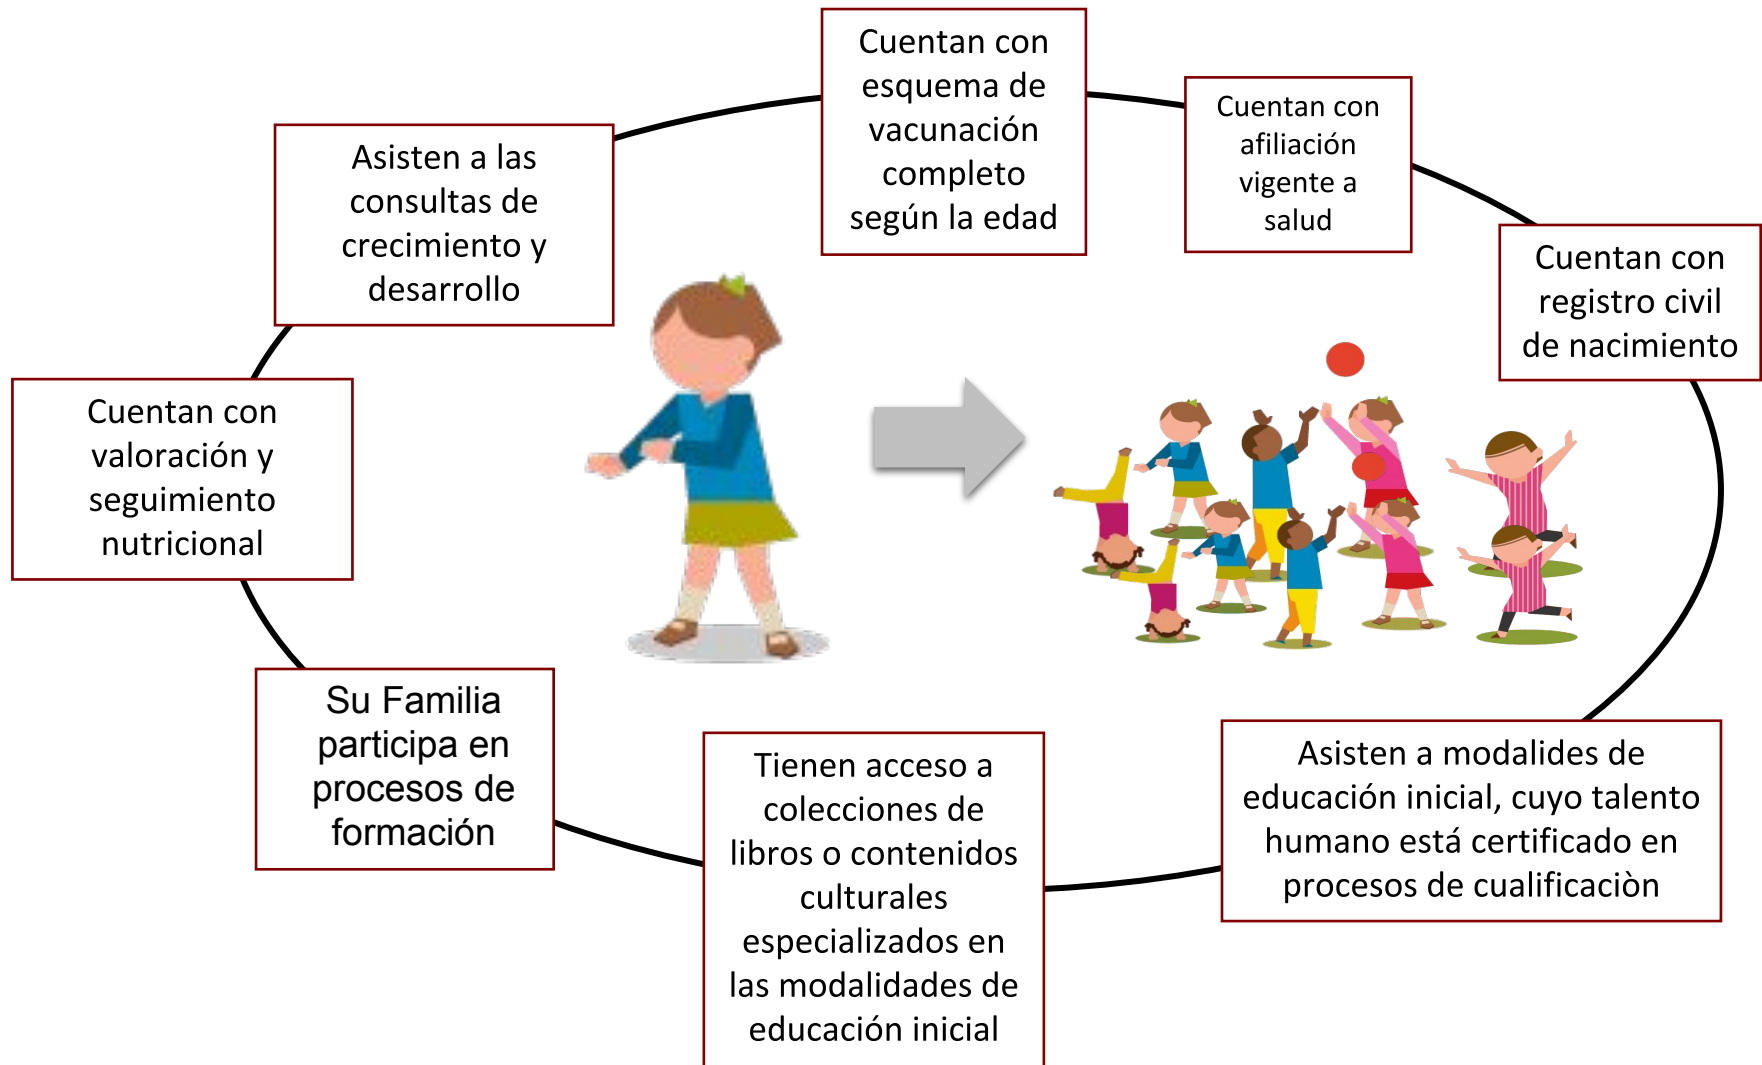 Cuentan con
esquema de
vacunación
completo
según la edad
Cuentan con
afiliación
vigente a
salud
Asisten a las
consultas de
crecimiento y
desarrollo
Cuentan con
registro civil
de nacimiento
Cuentan con
valoración y
seguimiento
nutricional
Su Familia
participa en
procesos de
formación
Tienen acceso a
colecciones de
libros o contenidos
culturales
especializados en
las modalidades de
educación inicial
Asisten a modalides de
educación inicial, cuyo talento
humano está certificado en
procesos de cualificaciòn